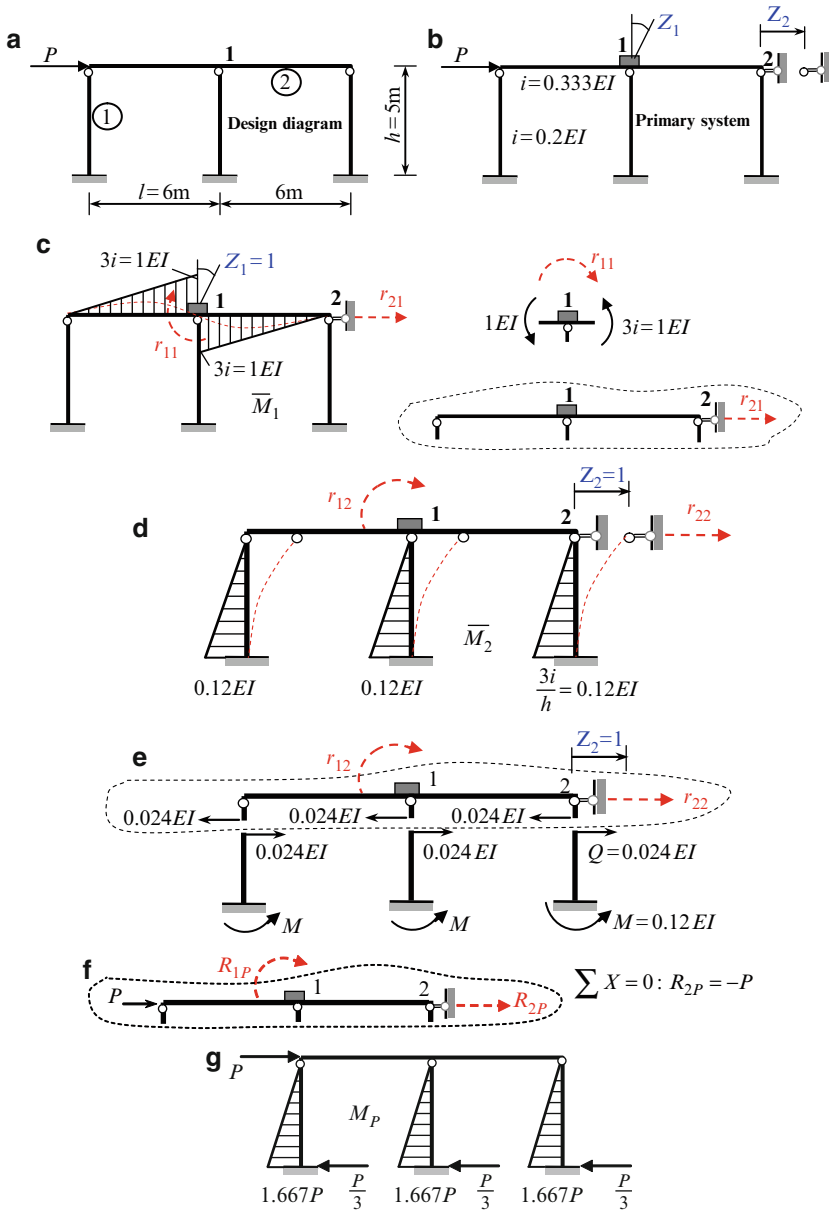 a
P
1
2
1
Design diagram
h = 5m
l = 6m
6m
b
P
1
Z₁
Z₂
2
i = 0.333EI
Primary system
i = 0.2EI
c
3i = 1EI
Z₁ = 1
1
2
r₂₁
r₁₁
3i = 1EI
M̅₁
r₁₁
1
1EI
3i = 1EI
1
2
r₂₁
d
r₁₂
1
Z₂=1
2
r₂₂
M̅₂
0.12EI
0.12EI
3i/h = 0.12EI
e
r₁₂
1
Z₂=1
2
r₂₂
0.024EI
0.024EI
0.024EI
0.024EI
0.024EI
Q = 0.024EI
M
M
M = 0.12EI
f
R₁P
P
1
2
R₂P
∑ X = 0 : R₂P = −P
g
P
M_P
1.667P
P/3
1.667P
P/3
1.667P
P/3